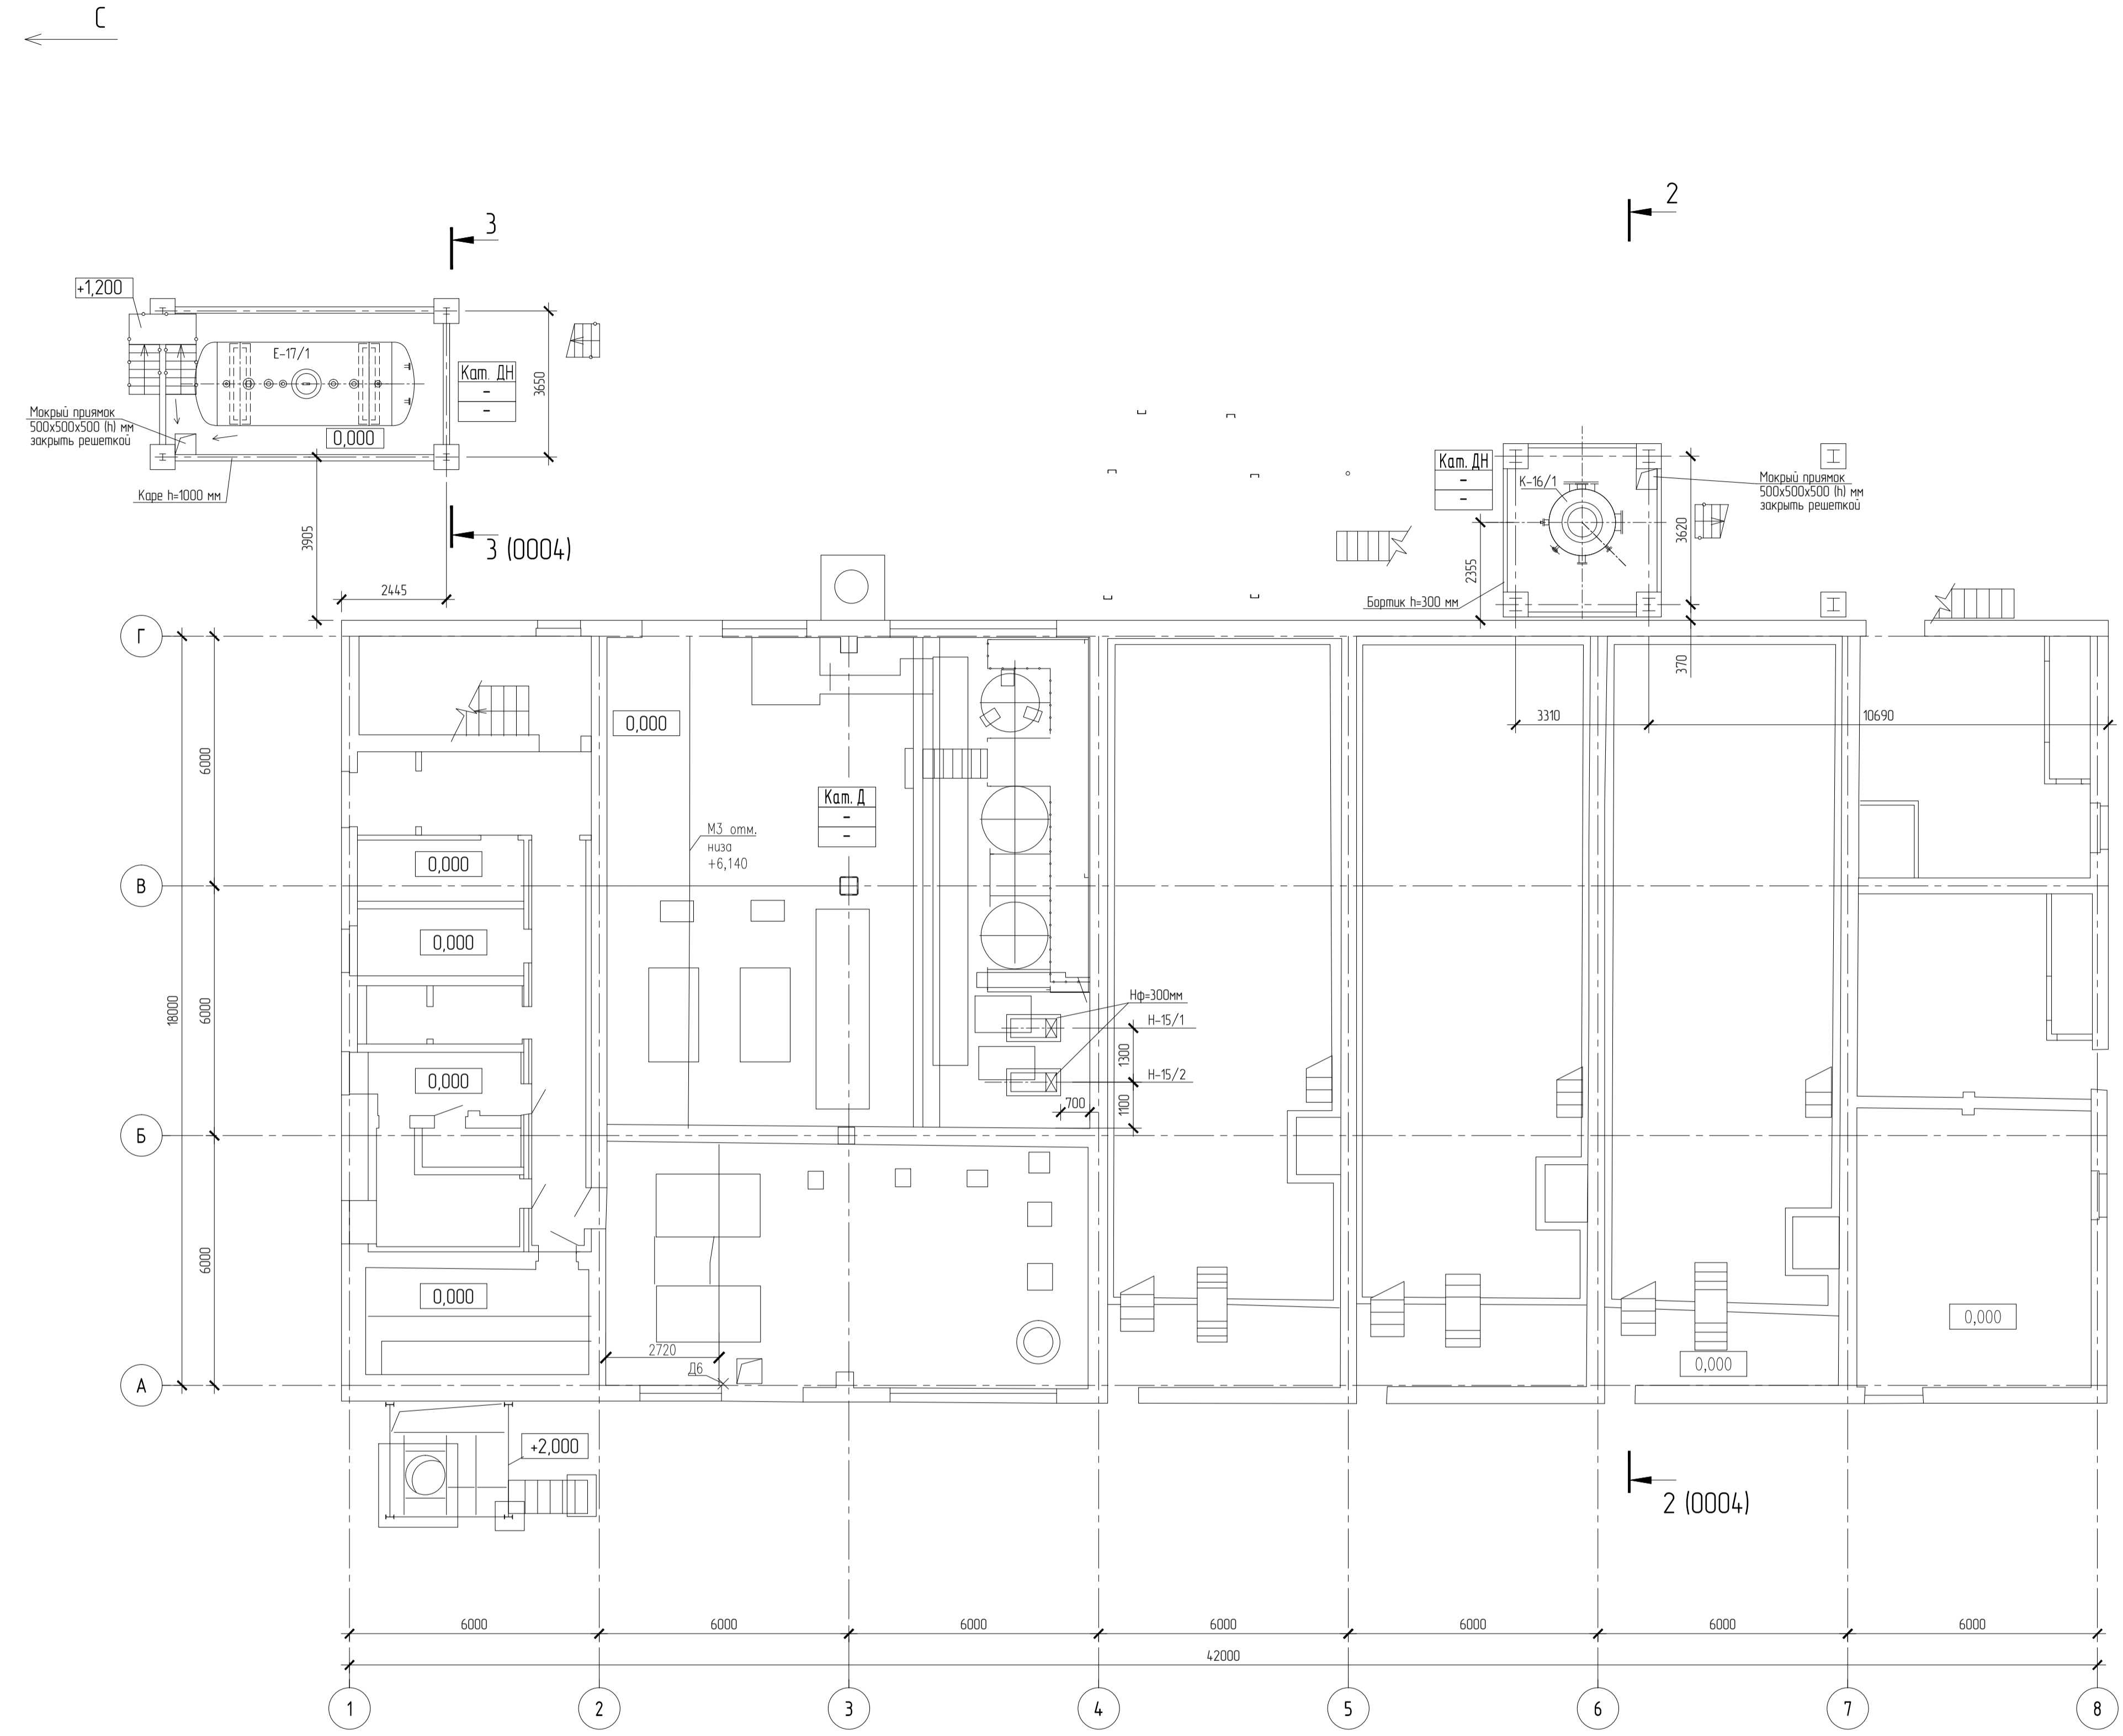 С
2
3
+1,200
Е-17/1
Кат. ДН
-
-
3650
Мокрый приямок
500х500х500 (h) мм
закрыть решеткой
0,000
Каре h=1000 мм
3905
3 (0004)
2445
Кат. ДН
-
-
К-16/1
Мокрый приямок
500х500х500 (h) мм
закрыть решеткой
3620
2355
Бортик h=300 мм
370
3310
10690
Г
0,000
6000
Кат. Д
-
-
М3 отм.
низа
+6,140
0,000
В
0,000
18000
6000
Нф=300мм
Н-15/1
1300
Н-15/2
0,000
700
1100
Б
6000
0,000
0,000
2720
Д6
0,000
А
+2,000
2 (0004)
6000
6000
6000
6000
6000
6000
6000
42000
1
2
3
4
5
6
7
8